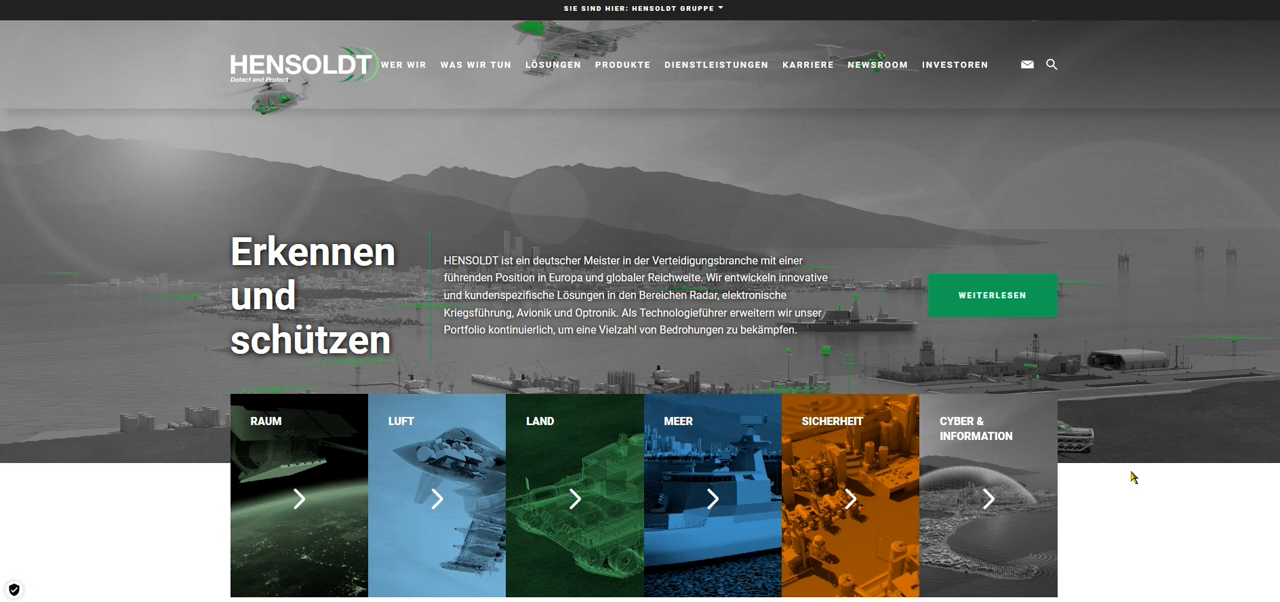 SIE SIND HIER: HENSOLDT GRUPPE
HENSOLDT
Detect and Protect
WER WIR WAS WIR TUN LÖSUNGEN PRODUKTE DIENSTLEISTUNG KARRIERE NEWSROOM INVESTOREN
Erkennen
und
schützen
HENSOLDT ist ein deutscher Meister in der Verteidigungsbranche mit einer
führenden Position in Europa und globaler Reichweite. Wir entwickeln innovative
und kundenspezifische Lösungen in den Bereichen Radar, elektronische
Kriegsführung, Avionik und Optronik. Als Technologieführer erweitern wir unser
Portfolio kontinuierlich, um eine Vielzahl von Bedrohungen zu bekämpfen.
WEITERLESEN
RAUM
LUFT
LAND
MEER
SICHERHEIT
CYBER &
INFORMATION